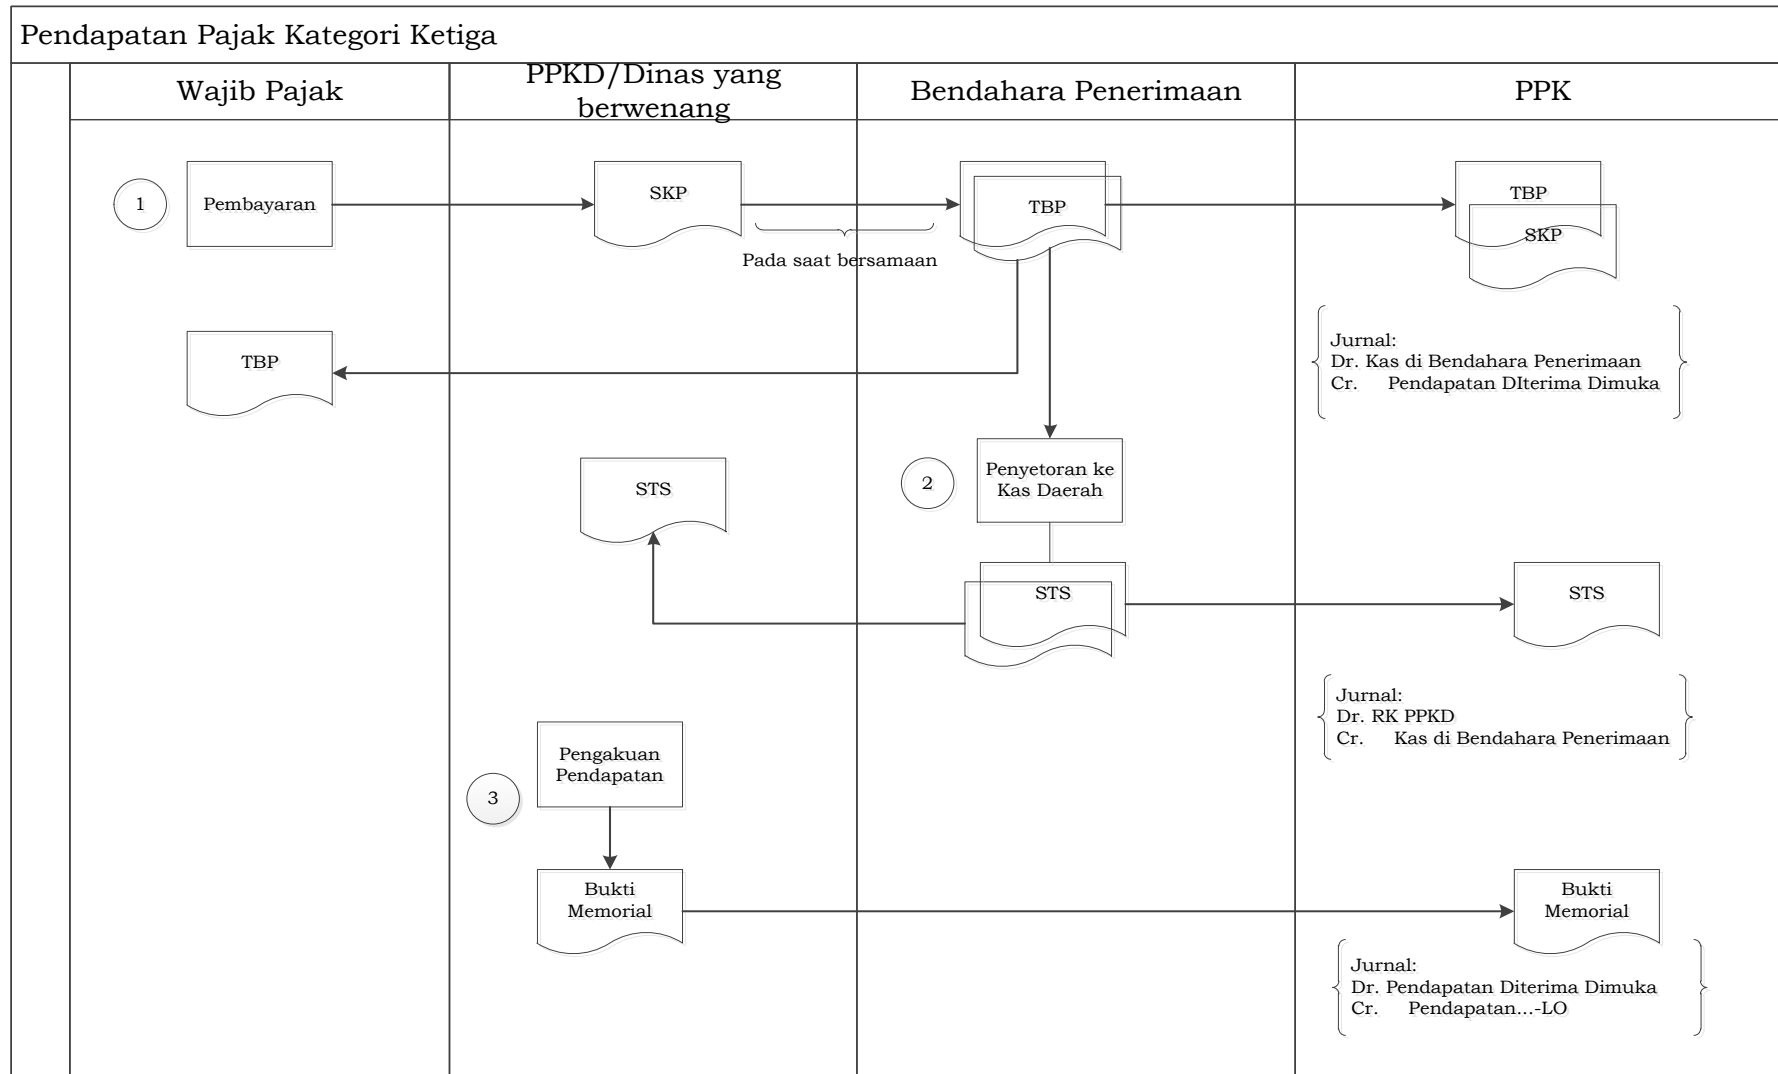 Pendapatan Pajak Kategori Ketiga
Wajib Pajak
PPKD/Dinas yang
berwenang
Bendahara Penerimaan
PPK
1
Pembayaran
SKP
Pada saat bersamaan
TBP
TBP
SKP
Jurnal:
Dr. Kas di Bendahara Penerimaan
Cr. Pendapatan DIterima Dimuka
TBP
2
Penyetoran ke
Kas Daerah
STS
STS
STS
Jurnal:
Dr. RK PPKD
Cr. Kas di Bendahara Penerimaan
3
Pengakuan
Pendapatan
Bukti
Memorial
Bukti
Memorial
Jurnal:
Dr. Pendapatan Diterima Dimuka
Cr. Pendapatan...-LO